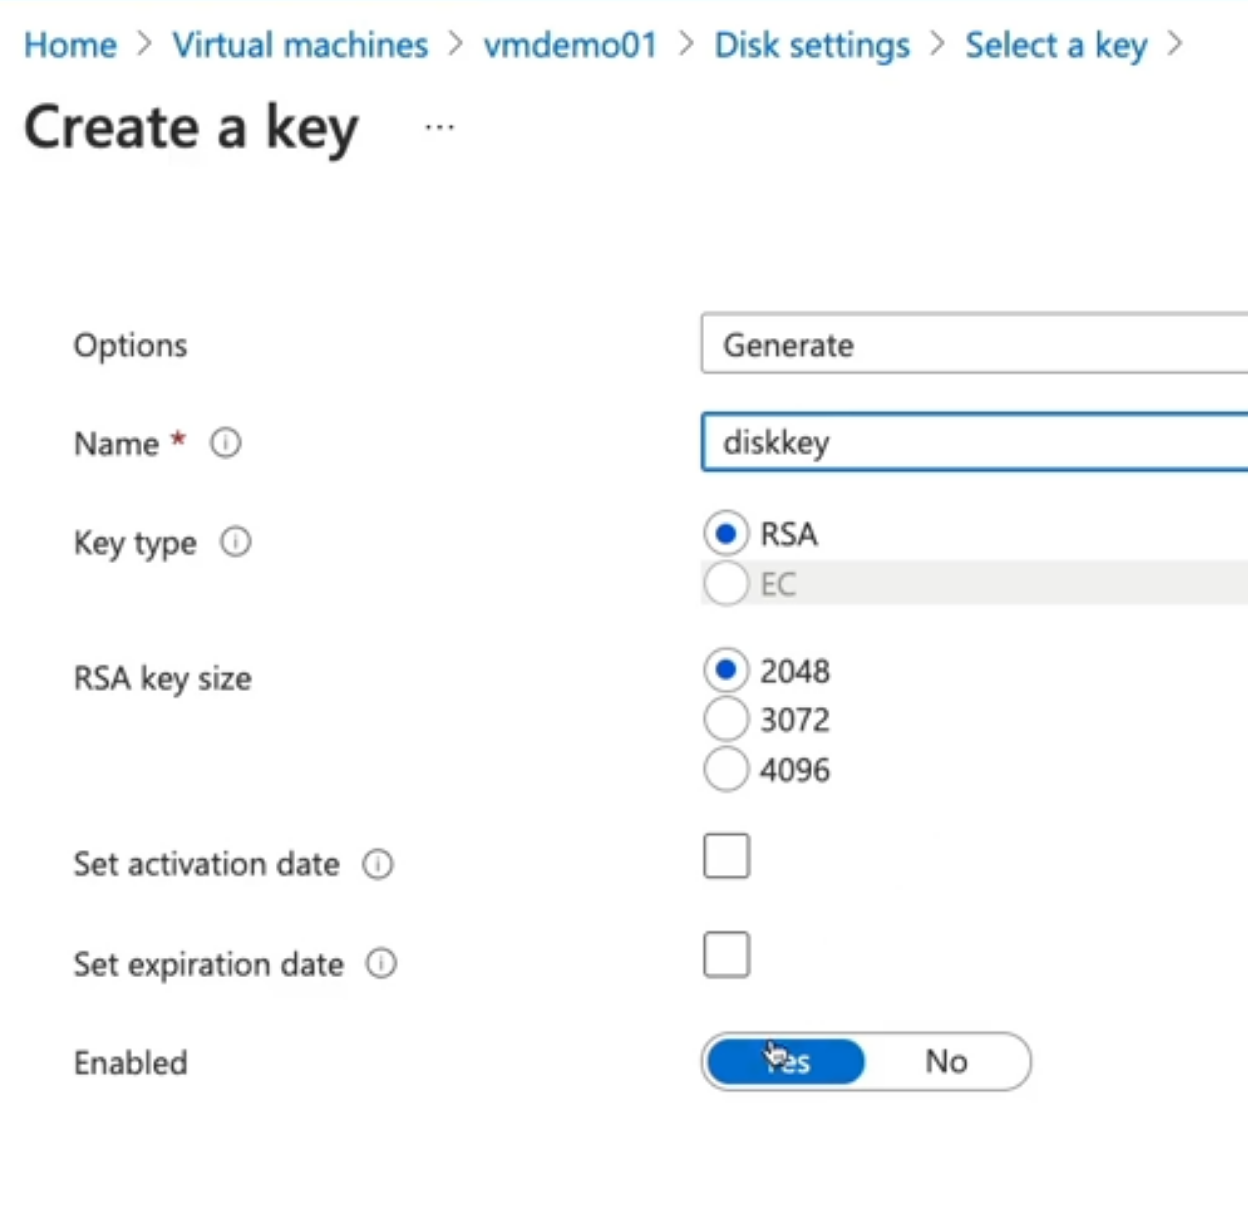 Home > Virtual machines > vmdemo01 > Disk settings > Select a key >
Create a key ...
Options Generate
Name * diskkey
Key type RSA
EC
RSA key size 2048
3072
4096
Set activation date
Set expiration date
Enabled Yes No